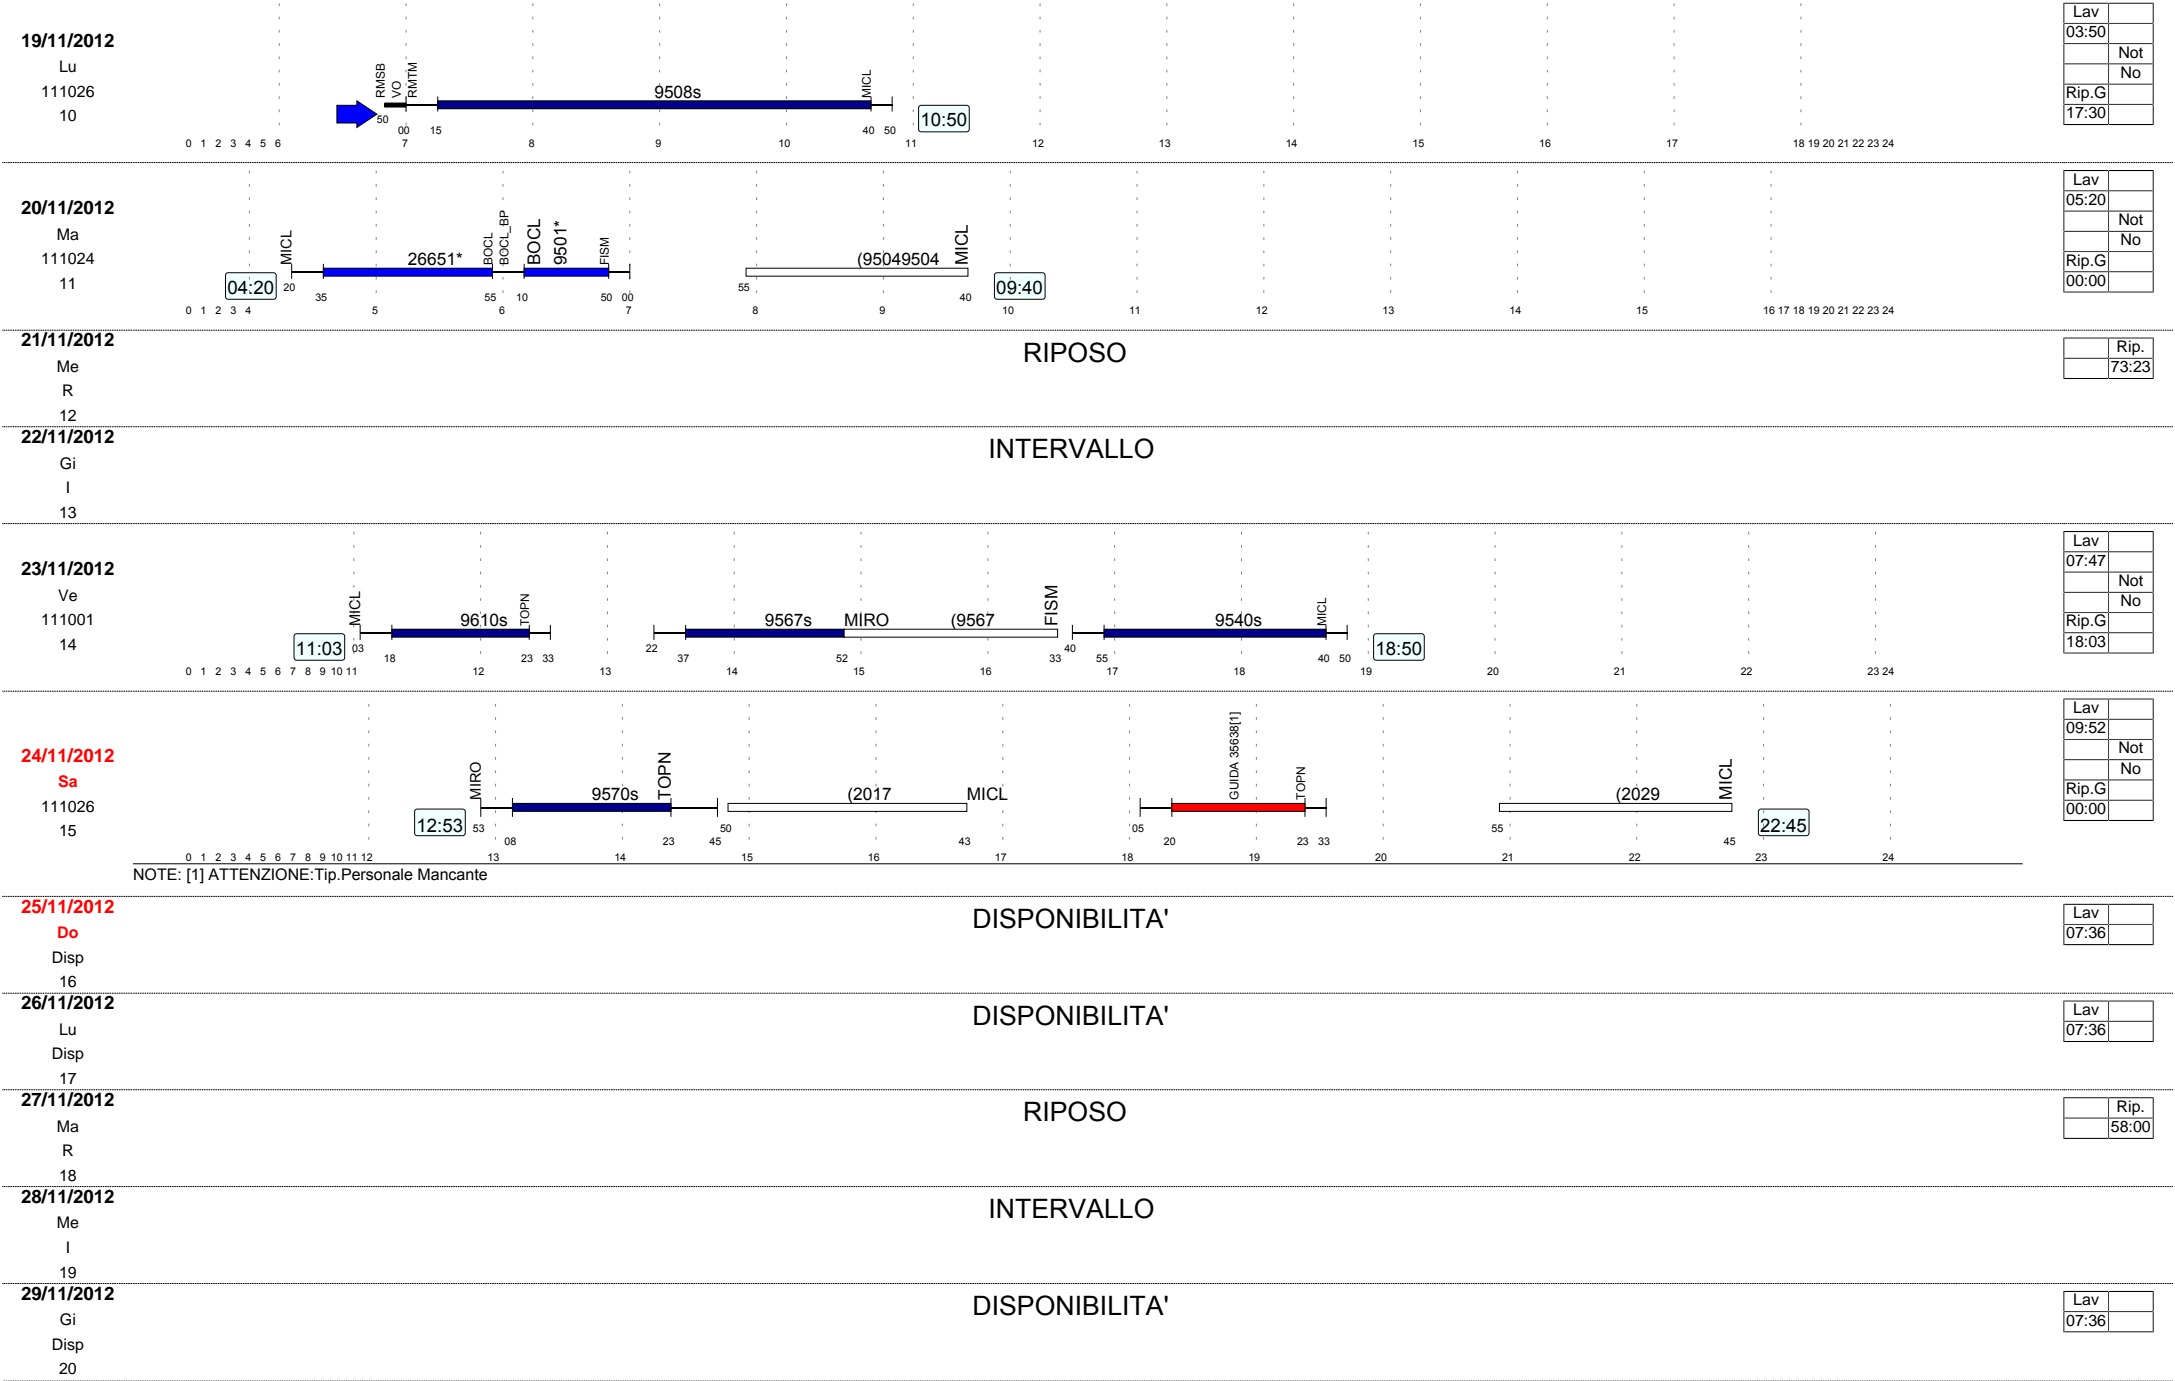 19/11/2012
Lu
111026
10
RMSB
VO
RMTM
9508s
MICL
50
00
15
40
50
10:50
0 1 2 3 4 5 6 7 8 9 10 11 12 13 14 15 16 17 18 19 20 21 22 23 24
Lav
03:50
Not
No
Rip.G
17:30
20/11/2012
Ma
111024
11
04:20
MICL
26651*
BOCL
BOCL_BP
BOCL
9501*
FISM
(95049504
MICL
20
35
55
10
50
00
55
40
09:40
0 1 2 3 4 5 6 7 8 9 10 11 12 13 14 15 16 17 18 19 20 21 22 23 24
Lav
05:20
Not
No
Rip.G
00:00
21/11/2012
Me
R
12
RIPOSO
Rip.
73:23
22/11/2012
Gi
I
13
INTERVALLO
23/11/2012
Ve
111001
14
11:03
MICL
9610s
TOPN
9567s
MIRO
(9567
FISM
9540s
MICL
03
18
23
33
22
37
52
33
40
55
40
50
18:50
0 1 2 3 4 5 6 7 8 9 10 11 12 13 14 15 16 17 18 19 20 21 22 23 24
Lav
07:47
Not
No
Rip.G
18:03
24/11/2012
Sa
111026
15
12:53
MIRO
9570s
TOPN
(2017
MICL
GUIDA 35638[1]
TOPN
(2029
MICL
53
08
23
45
50
43
05
20
23
33
55
45
22:45
0 1 2 3 4 5 6 7 8 9 10 11 12 13 14 15 16 17 18 19 20 21 22 23 24
Lav
09:52
Not
No
Rip.G
00:00
NOTE: [1] ATTENZIONE:Tip.Personale Mancante
25/11/2012
Do
Disp
16
DISPONIBILITA'
Lav
07:36
26/11/2012
Lu
Disp
17
DISPONIBILITA'
Lav
07:36
27/11/2012
Ma
R
18
RIPOSO
Rip.
58:00
28/11/2012
Me
I
19
INTERVALLO
29/11/2012
Gi
Disp
20
DISPONIBILITA'
Lav
07:36